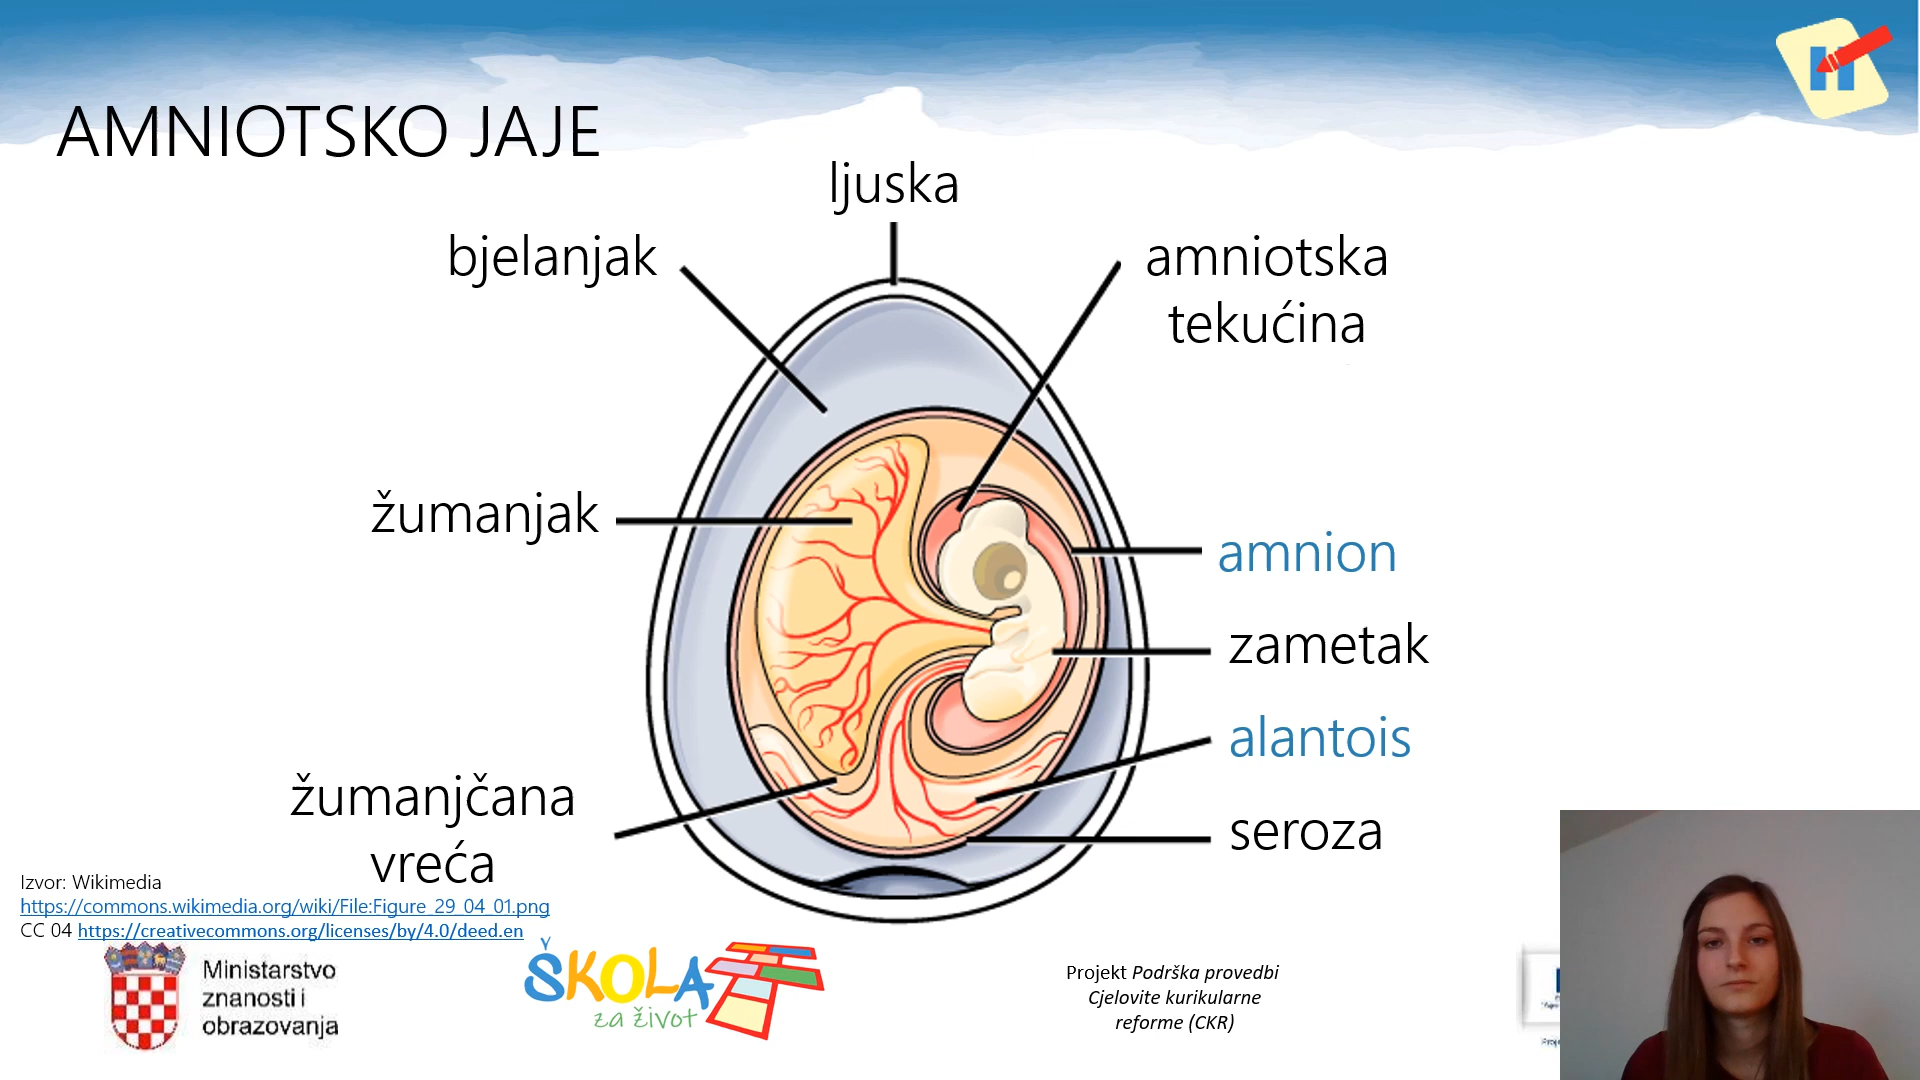 AMNIOTSKO JAJE
ljuska
bjelanjak
amniotska
tekućina
žumanjak
amnion
zametak
alantois
žumanjčana
vreća
seroza
Izvor: Wikimedia
https://commons.wikimedia.org/wiki/File:Figure_29_04_01.png
CC 04 https://creativecommons.org/licenses/by/4.0/deed.en
Ministarstvo
znanosti i
obrazovanja
ŠKOLA
za život
Projekt Podrška provedbi
Cjelovite kurikularne
reforme (CKR)